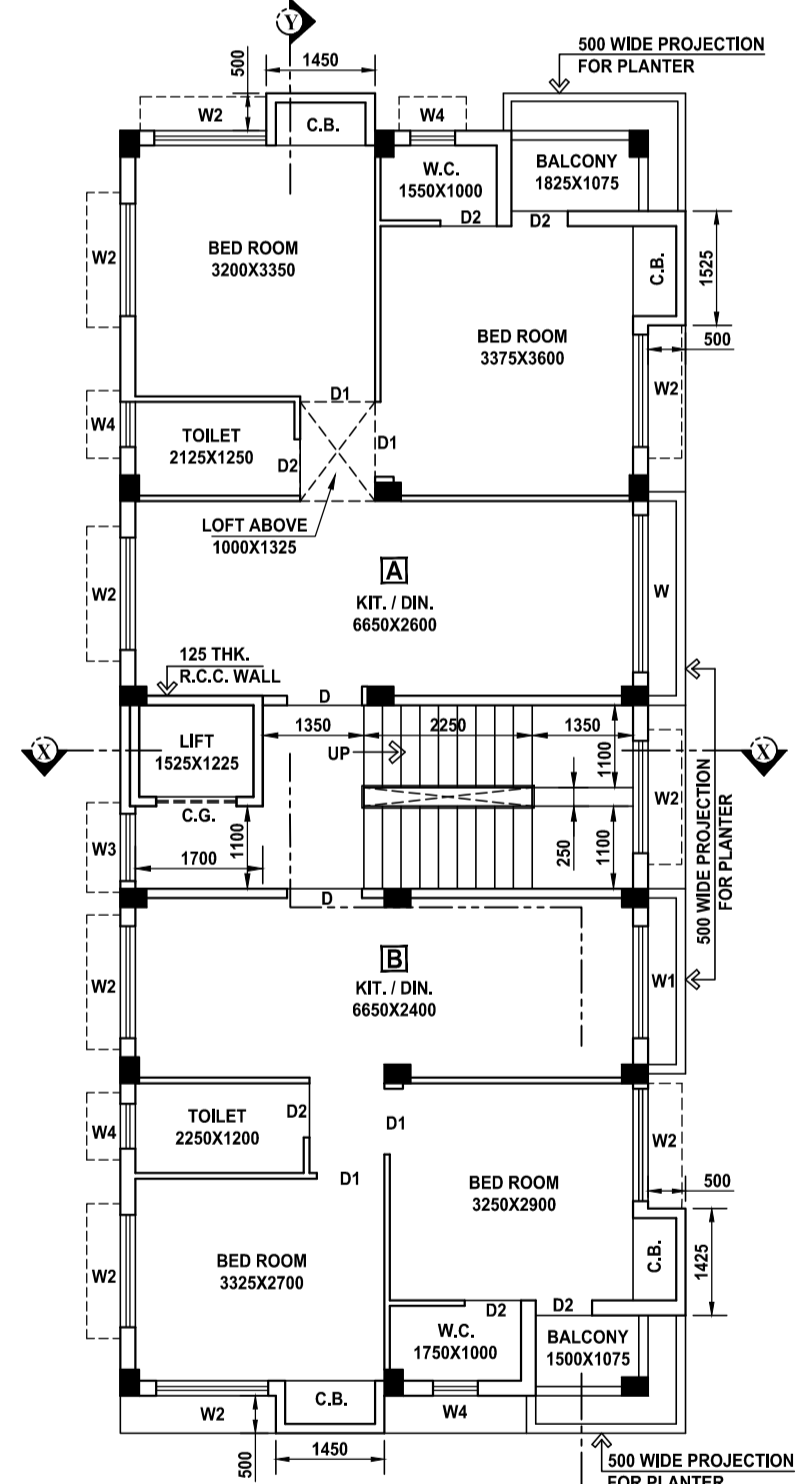 Y
500 WIDE PROJECTION
FOR PLANTER
1450
500
W2
C.B.
W4
W.C.
1550X1000
BALCONY
1825X1075
D2
D2
BED ROOM
3200X3350
W2
C.B.
1525
BED ROOM
3375X3600
500
W2
D1
W4
TOILET
2125X1250
D1
D2
LOFT ABOVE
1000X1325
A
W2
KIT. / DIN.
6650X2600
W
125 THK.
R.C.C. WALL
D
1350
2250
1350
X
LIFT
1525X1225
UP
1100
X
W2
C.G.
W3
1100
1700
250
1100
500 WIDE PROJECTION
FOR PLANTER
D
B
W2
KIT. / DIN.
6650X2400
W1
TOILET
2250X1200
D2
W4
D1
W2
D1
BED ROOM
3250X2900
500
BED ROOM
3325X2700
W2
C.B.
1425
D2
D2
W.C.
1750X1000
BALCONY
1500X1075
W2
C.B.
W4
1450
500
500 WIDE PROJECTION
FOR PLANTER